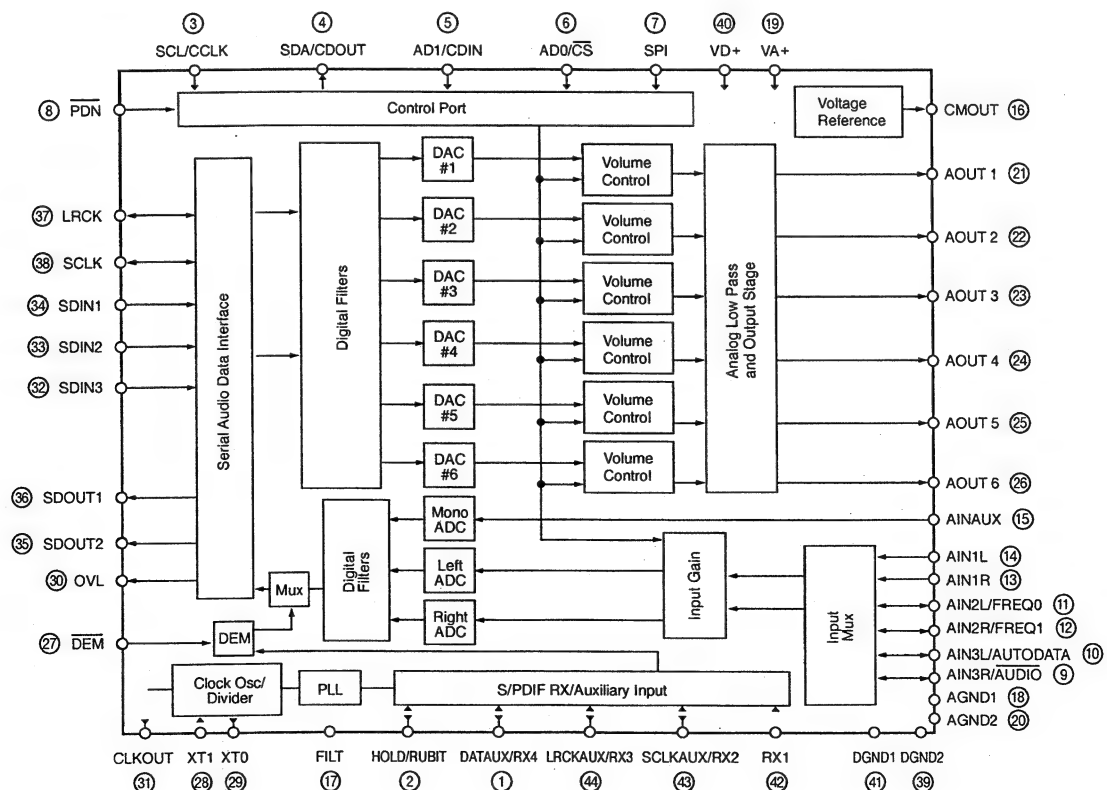 ③ ④ ⑤ ⑥ ⑦ ㊵ ⑲
SCL/CCLK SDA/CDOUT AD1/CDIN AD0/C̅S̅ SPI VD+ VA+
⑧ P̅D̅N̅
Control Port
Voltage
Reference
CMOUT ⑯
Serial Audio Data Interface
Digital Filters
DAC
#1
Volume
Control
Analog Low Pass
and Output Stage
AOUT 1 ㉑
㊲ LRCK
DAC
#2
Volume
Control
AOUT 2 ㉒
㊳ SCLK
㉞ SDIN1
DAC
#3
Volume
Control
AOUT 3 ㉓
㉝ SDIN2
DAC
#4
Volume
Control
AOUT 4 ㉔
㉜ SDIN3
DAC
#5
Volume
Control
AOUT 5 ㉕
DAC
#6
Volume
Control
AOUT 6 ㉖
㊱ SDOUT1
Digital
Filters
Mono
ADC
AINAUX ⑮
㉟ SDOUT2
Left
ADC
Input Gain
Input
Mux
AIN1L ⑭
AIN1R ⑬
㉚ OVL
Mux
Right
ADC
AIN2L/FREQ0 ⑪
AIN2R/FREQ1 ⑫
㉗ D̅E̅M̅
DEM
AIN3L/AUTODATA ⑩
AIN3R/A̅U̅D̅I̅O̅ ⑨
Clock Osc/
Divider
PLL
S/PDIF RX/Auxiliary Input
AGND1 ⑱
AGND2 ⑳
CLKOUT XT1 XT0 FILT HOLD/RUBIT DATAUX/RX4 LRCKAUX/RX3 SCLKAUX/RX2 RX1 DGND1 DGND2
㉛ ㉘ ㉙ ⑰ ② ① ㊹ ㊸ ㊷ ㊶ ㊴